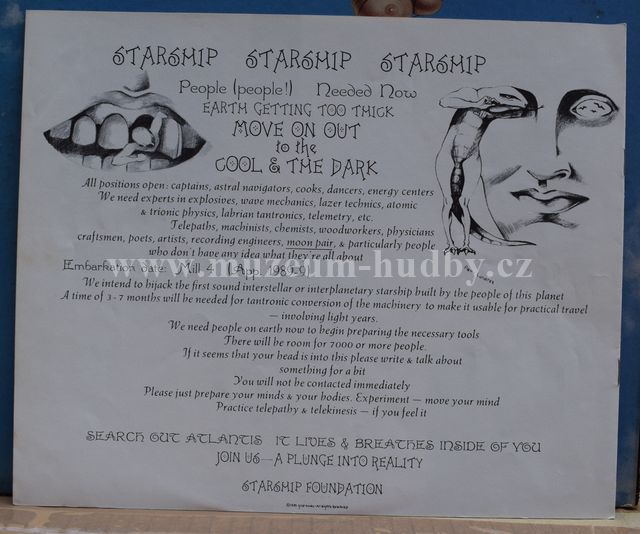 STARSHIP STARSHIP STARSHIP
People (people!) Needed Now
EARTH GETTING TOO THICK
MOVE ON OUT
to the
COOL & THE DARK
All positions open: captains, astral navigators, cooks, dancers, energy centers
We need experts in explosives, wave mechanics, lazer technics, atomic
& trionic physics, labrian tantronics, telemetry, etc.
Telepaths, machinists, chemists, woodworkers, physicians
craftsmen, poets, artists, recording engineers, moon pair, & particularly people
who don't have any idea what they're all about
www.muzeum-hudby.cz
Embarkation date: Mill-4 (App. 1989-9)
We intend to hijack the first sound interstellar or interplanetary starship built by the people of this planet
A time of 3-7 months will be needed for tantronic conversion of the machinery to make it usable for practical travel
— involving light years.
We need people on earth now to begin preparing the necessary tools
There will be room for 7000 or more people.
If it seems that your head is into this please write & talk about
something for a bit
You will not be contacted immediately
Please just prepare your minds & your bodies. Experiment — move your mind
Practice telepathy & telekinesis — if you feel it
SEARCH OUT ATLANTIS IT LIVES & BREATHES INSIDE OF YOU
JOIN US—A PLUNGE INTO REALITY
STARSHIP FOUNDATION